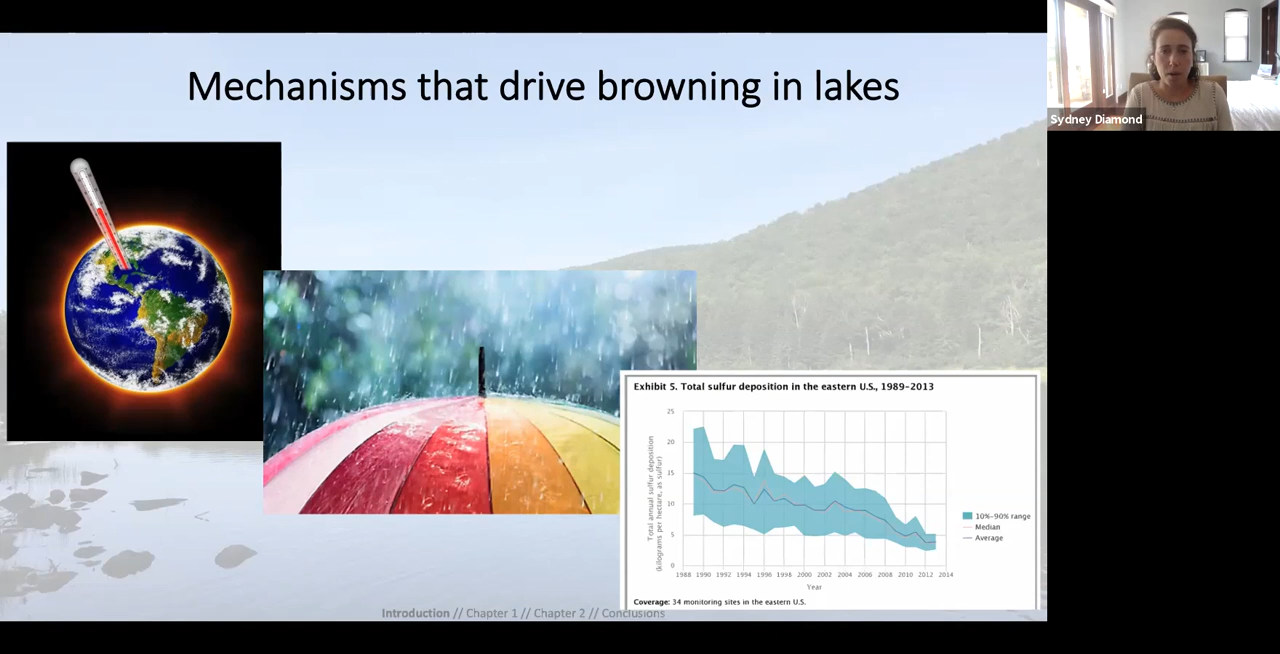 Mechanisms that drive browning in lakes
Sydney Diamond
Exhibit 5. Total sulfur deposition in the eastern U.S., 1989–2013
Total annual sulfur deposition
(kilograms per hectare, as sulfur)
25
20
15
10
5
0
1988 1990 1992 1994 1996 1998 2000 2002 2004 2006 2008 2010 2012 2014
Year
10%–90% range
Median
Average
Coverage: 34 monitoring sites in the eastern U.S.
Introduction // Chapter 1 // Chapter 2 // Conclusions